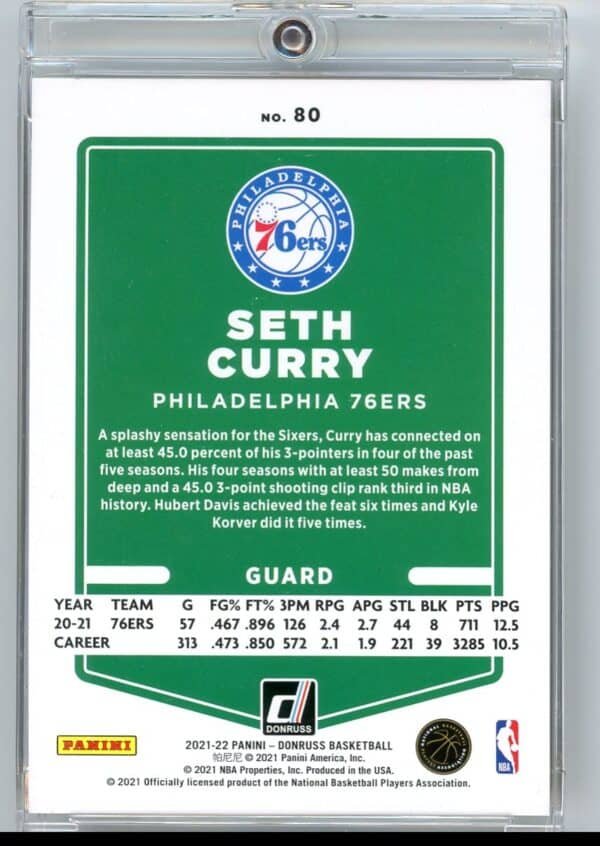 NO. 80
PHILADELPHIA
76ers
SETH
CURRY
PHILADELPHIA 76ERS
A splashy sensation for the Sixers, Curry has connected on
at least 45.0 percent of his 3-pointers in four of the past
five seasons. His four seasons with at least 50 makes from
deep and a 45.0 3-point shooting clip rank third in NBA
history. Hubert Davis achieved the feat six times and Kyle
Korver did it five times.
GUARD
YEAR TEAM G FG% FT% 3PM RPG APG STL BLK PTS PPG
20-21 76ERS 57 .467 .896 126 2.4 2.7 44 8 711 12.5
CAREER 313 .473 .850 572 2.1 1.9 221 39 3285 10.5
d
DONRUSS
PANINI
2021-22 PANINI – DONRUSS BASKETBALL
帕尼尼 © 2021 Panini America, Inc.
© 2021 NBA Properties, Inc. Produced in the USA.
© 2021 Officially licensed product of the National Basketball Players Association.
NATIONAL BASKETBALL
PLAYERS ASSOCIATION
NBA